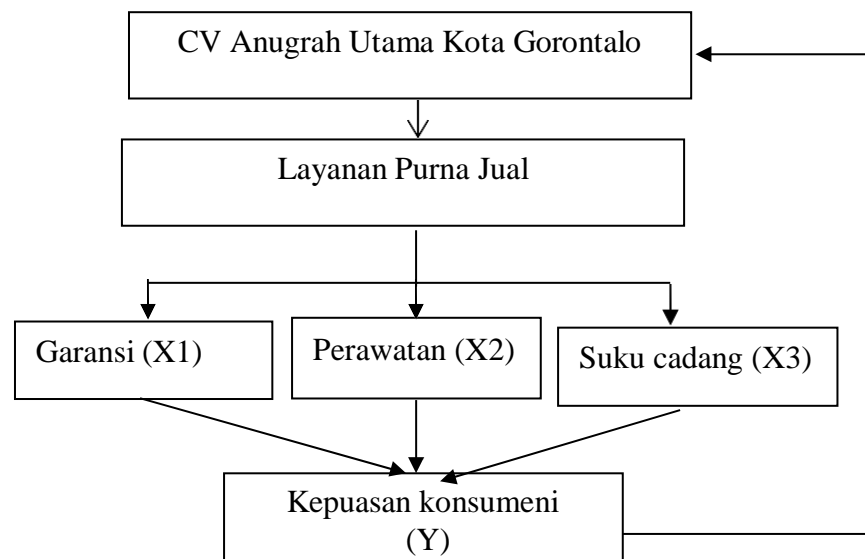 CV Anugrah Utama Kota Gorontalo
Layanan Purna Jual
Garansi (X1)
Perawatan (X2)
Suku cadang (X3)
Kepuasan konsumeni
(Y)